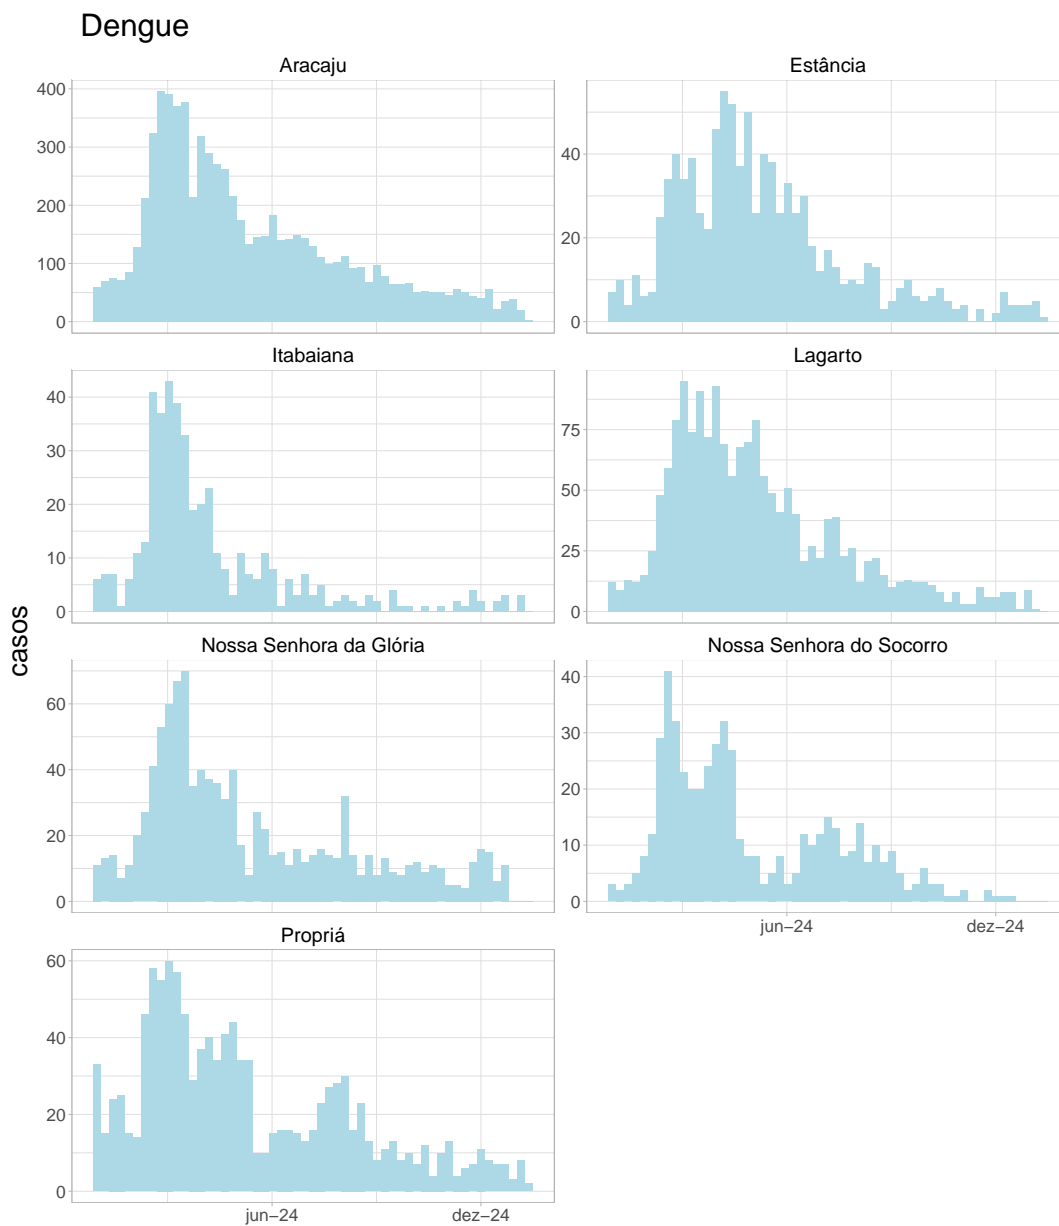 Dengue
Aracaju
Estância
400
300
200
100
0
40
20
0
Itabaiana
Lagarto
40
30
20
10
0
75
50
25
0
casos
Nossa Senhora da Glória
Nossa Senhora do Socorro
60
40
20
0
40
30
20
10
0
jun−24
dez−24
Propriá
60
40
20
0
jun−24
dez−24